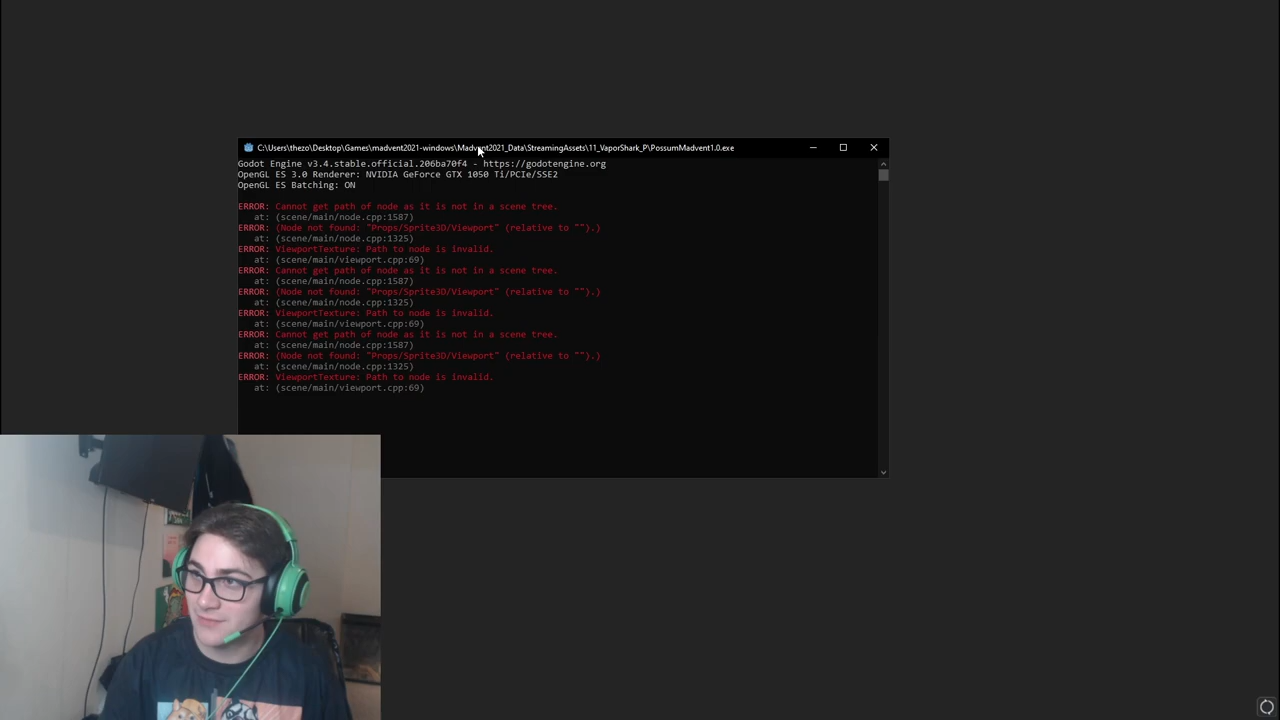 C:\Users\thezo\Desktop\Games\madvent2021-windows\Madvent2021_Data\StreamingAssets\11_VaporShark_P\PossumMadvent1.0.exe
Godot Engine v3.4.stable.official.206ba70f4 - https://godotengine.org
OpenGL ES 3.0 Renderer: NVIDIA GeForce GTX 1050 Ti/PCIe/SSE2
OpenGL ES Batching: ON
ERROR: Cannot get path of node as it is not in a scene tree.
at: (scene/main/node.cpp:1587)
ERROR: (Node not found: "Props/Sprite3D/Viewport" (relative to "").)
at: (scene/main/node.cpp:1325)
ERROR: ViewportTexture: Path to node is invalid.
at: (scene/main/viewport.cpp:69)
ERROR: Cannot get path of node as it is not in a scene tree.
at: (scene/main/node.cpp:1587)
ERROR: (Node not found: "Props/Sprite3D/Viewport" (relative to "").)
at: (scene/main/node.cpp:1325)
ERROR: ViewportTexture: Path to node is invalid.
at: (scene/main/viewport.cpp:69)
ERROR: Cannot get path of node as it is not in a scene tree.
at: (scene/main/node.cpp:1587)
ERROR: (Node not found: "Props/Sprite3D/Viewport" (relative to "").)
at: (scene/main/node.cpp:1325)
ERROR: ViewportTexture: Path to node is invalid.
at: (scene/main/viewport.cpp:69)